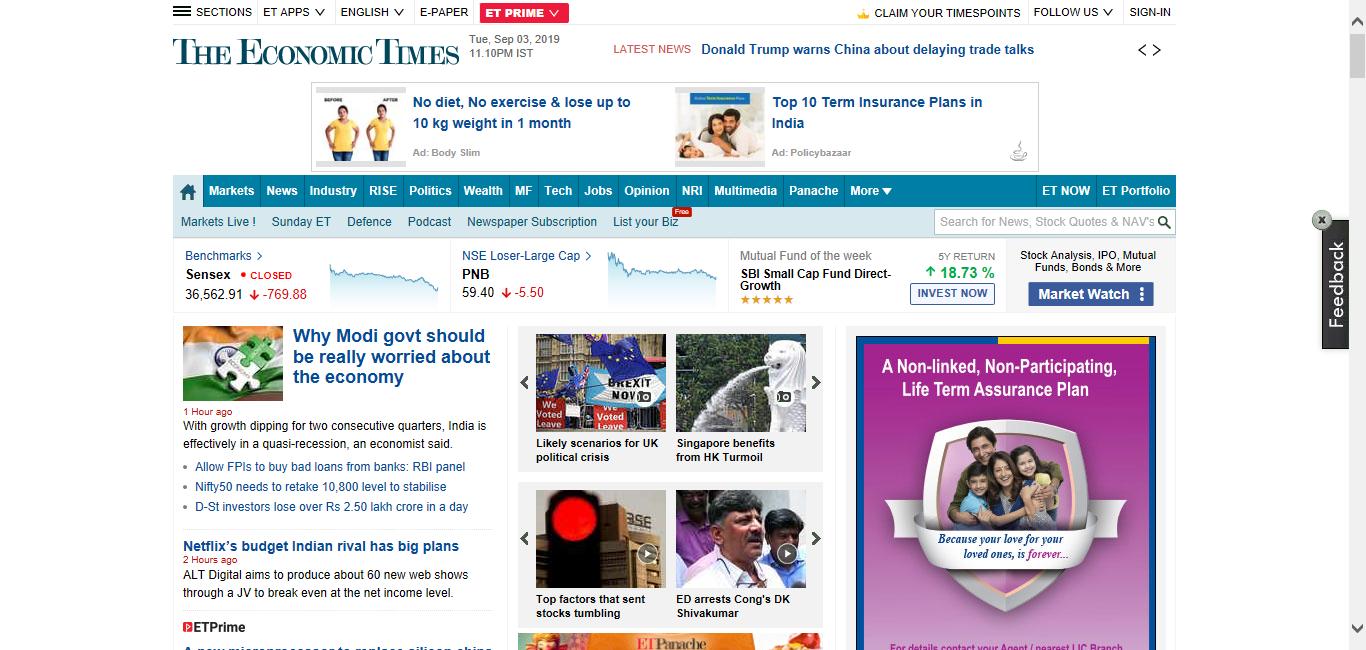 SECTIONS ET APPS ENGLISH E-PAPER ET PRIME CLAIM YOUR TIMESPOINTS FOLLOW US SIGN-IN
THE ECONOMIC TIMES
Tue, Sep 03, 2019
11.10PM IST
LATEST NEWS Donald Trump warns China about delaying trade talks
BEFORE AFTER
No diet, No exercise & lose up to
10 kg weight in 1 month
Ad: Body Slim
Top 10 Term Insurance Plans in
India
Ad: Policybazaar
Markets News Industry RISE Politics Wealth MF Tech Jobs Opinion NRI Multimedia Panache More ET NOW ET Portfolio
Markets Live ! Sunday ET Defence Podcast Newspaper Subscription List your Biz Free
Search for News, Stock Quotes & NAV's
x
Feedback
Benchmarks
Sensex CLOSED
36,562.91 -769.88
NSE Loser-Large Cap
PNB
59.40 -5.50
Mutual Fund of the week
SBI Small Cap Fund Direct-
Growth
★★★★★
5Y RETURN
18.73 %
INVEST NOW
Stock Analysis, IPO, Mutual
Funds, Bonds & More
Market Watch
Why Modi govt should
be really worried about
the economy
1 Hour ago
With growth dipping for two consecutive quarters, India is
effectively in a quasi-recession, an economist said.
Allow FPIs to buy bad loans from banks: RBI panel
Nifty50 needs to retake 10,800 level to stabilise
D-St investors lose over Rs 2.50 lakh crore in a day
Netflix's budget Indian rival has big plans
2 Hours ago
ALT Digital aims to produce about 60 new web shows
through a JV to break even at the net income level.
ETPrime
A new microprocessor to replace silicon chips
BREXIT
NOW
We
Voted
Leave
We
Voted
Leave
Likely scenarios for UK
political crisis
Singapore benefits
from HK Turmoil
BSE
Top factors that sent
stocks tumbling
ED arrests Cong's DK
Shivakumar
ETPanache
A Non-linked, Non-Participating,
Life Term Assurance Plan
Because your love for your
loved ones, is forever...
For details contact your Agent / nearest LIC Branch